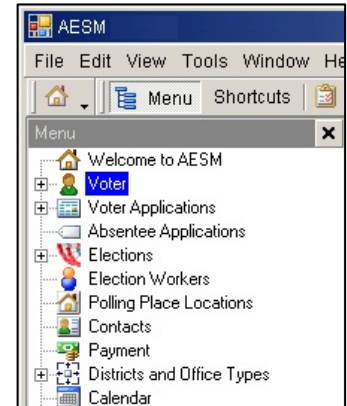 AESM
File Edit View Tools Window He
Menu Shortcuts
Menu
Welcome to AESM
Voter
Voter Applications
Absentee Applications
Elections
Election Workers
Polling Place Locations
Contacts
Payment
Districts and Office Types
Calendar